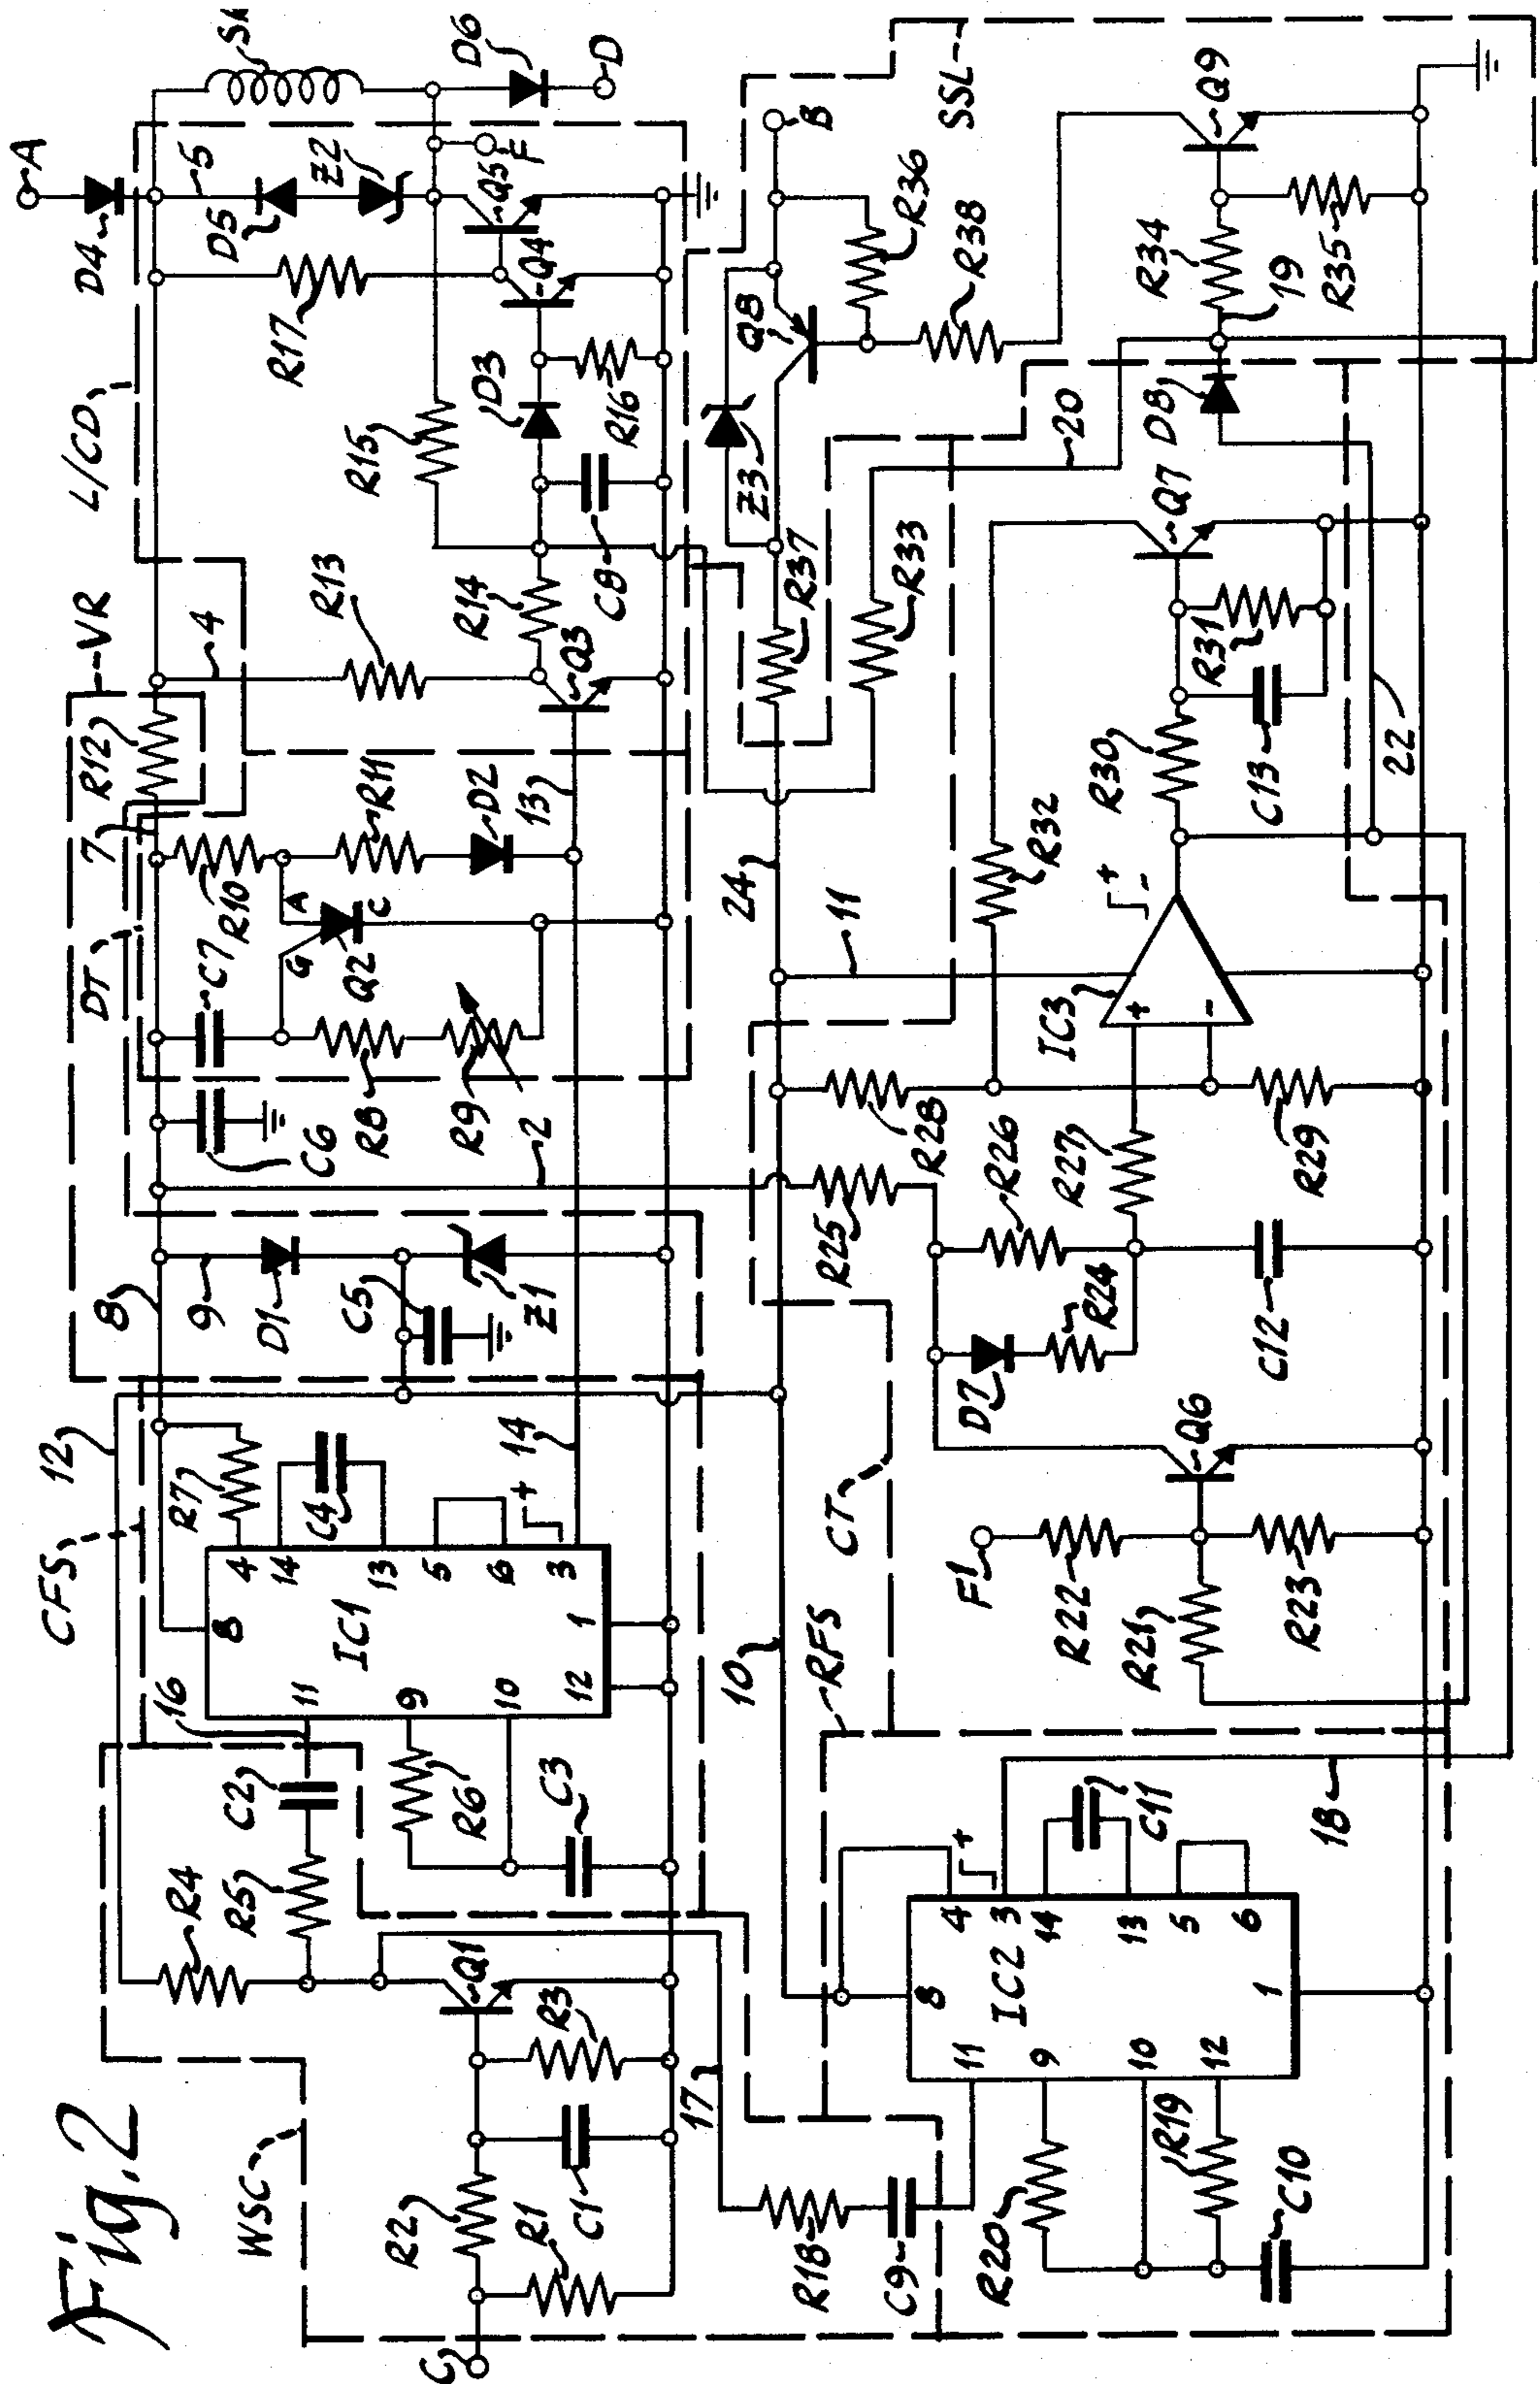 Fig. 2
A
D4
5
D5
Z2
D6
D
F
Q5
Q4
R17
L/CD
D3
R16
R15
C8
R14
R13
4
VR
Q3
R12
7
R11
D2
13
R10
A
G
C
Q2
C7
DT
R8
R9
C6
2
8
9
D1
C5
Z1
12
CFS
R7
C4
14
+
4
14
13
5
6
3
8
IC1
1
11
9
10
12
16
C2
R5
R4
R6
C3
Q1
R3
WSC
R2
R1
C1
C
17
SSL
B
Q9
R36
R38
Q8
R34
19
R35
Z3
D8
20
R37
R33
Q7
R31
R30
C13
22
24
R32
11
+
-
IC3
+
-
R28
R26
R27
R29
R25
R24
C12
D7
Q6
CT
F1
R22
R21
R23
10
RFS
C11
18
+
4
3
14
13
5
6
8
IC2
1
11
9
10
12
R18
C9
R20
R19
C10